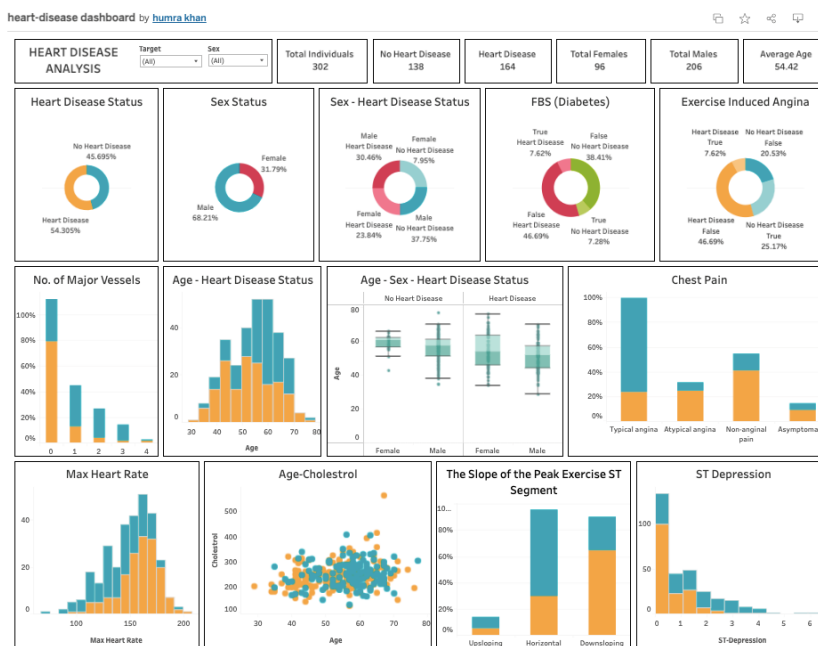 heart-disease dashboard by humra khan
HEART DISEASE
ANALYSIS
Target
(All)
Sex
(All)
Total Individuals
302
No Heart Disease
138
Heart Disease
164
Total Females
96
Total Males
206
Average Age
54.42
Heart Disease Status
No Heart Disease
45.695%
Heart Disease
54.305%
Sex Status
Female
31.79%
Male
68.21%
Sex - Heart Disease Status
Male
Heart Disease
30.46%
Female
No Heart Disease
7.95%
Female
Heart Disease
23.84%
Male
No Heart Disease
37.75%
FBS (Diabetes)
True
Heart Disease
7.62%
False
No Heart Disease
38.41%
False
Heart Disease
46.69%
True
No Heart Disease
7.28%
Exercise Induced Angina
Heart Disease
True
7.62%
No Heart Disease
False
20.53%
Heart Disease
False
46.69%
No Heart Disease
True
25.17%
No. of Major Vessels
100%
80%
60%
40%
20%
0%
0 1 2 3 4
Age - Heart Disease Status
40
20
0
30 40 50 60 70 80
Age
Age - Sex - Heart Disease Status
No Heart Disease Heart Disease
Age
80
60
40
20
0
Female Male Female Male
Chest Pain
100%
80%
60%
40%
20%
0%
Typical angina Atypical angina Non-anginal
pain
Asymptoma
Max Heart Rate
40
20
0
100 150 200
Max Heart Rate
Age-Cholestrol
Cholestrol
500
400
300
200
100
30 40 50 60 70 80
Age
The Slope of the Peak Exercise ST
Segment
10...
80%
60%
40%
20%
0%
Upsloping Horizontal Downsloping
ST Depression
100
50
0
0 1 2 3 4 5 6
ST-Depression